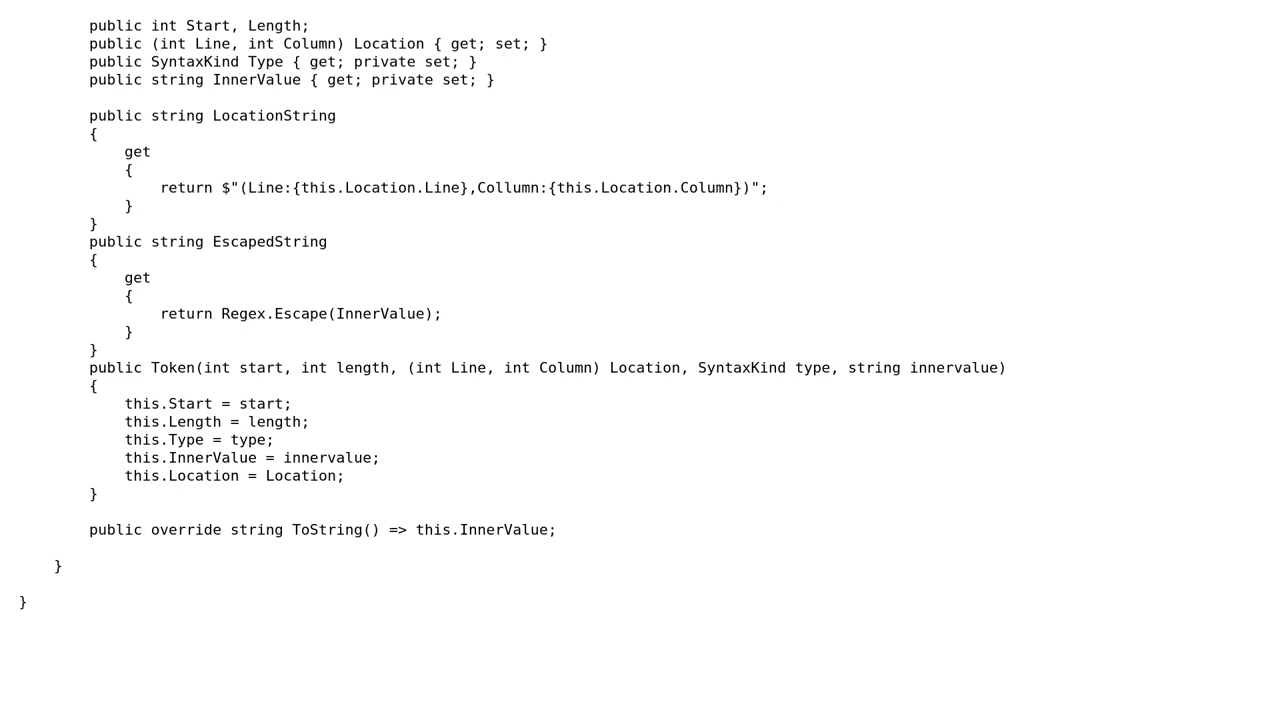 public int Start, Length;
public (int Line, int Column) Location { get; set; }
public SyntaxKind Type { get; private set; }
public string InnerValue { get; private set; }
public string LocationString
{
get
{
return $"(Line:{this.Location.Line},Collumn:{this.Location.Column})";
}
}
public string EscapedString
{
get
{
return Regex.Escape(InnerValue);
}
}
public Token(int start, int length, (int Line, int Column) Location, SyntaxKind type, string innervalue)
{
this.Start = start;
this.Length = length;
this.Type = type;
this.InnerValue = innervalue;
this.Location = Location;
}
public override string ToString() => this.InnerValue;
}
}